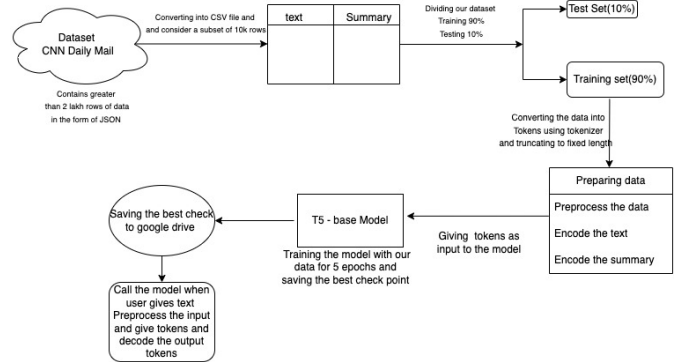 Dataset
CNN Daily Mail
Contains greater
than 2 lakh rows of data
in the form of JSON
Converting into CSV file and
and consider a subset of 10k rows
text
Summary
Dividing our dataset
Training 90%
Testing 10%
Test Set(10%)
Training set(90%)
Converting the data into
Tokens using tokenizer
and truncating to fixed length
Preparing data
Preprocess the data
Encode the text
Encode the summary
Giving tokens as
input to the model
T5 - base Model
Training the model with our
data for 5 epochs and
saving the best check point
Saving the best check
to google drive
Call the model when
user gives text
Preprocess the input
and give tokens and
decode the output
tokens